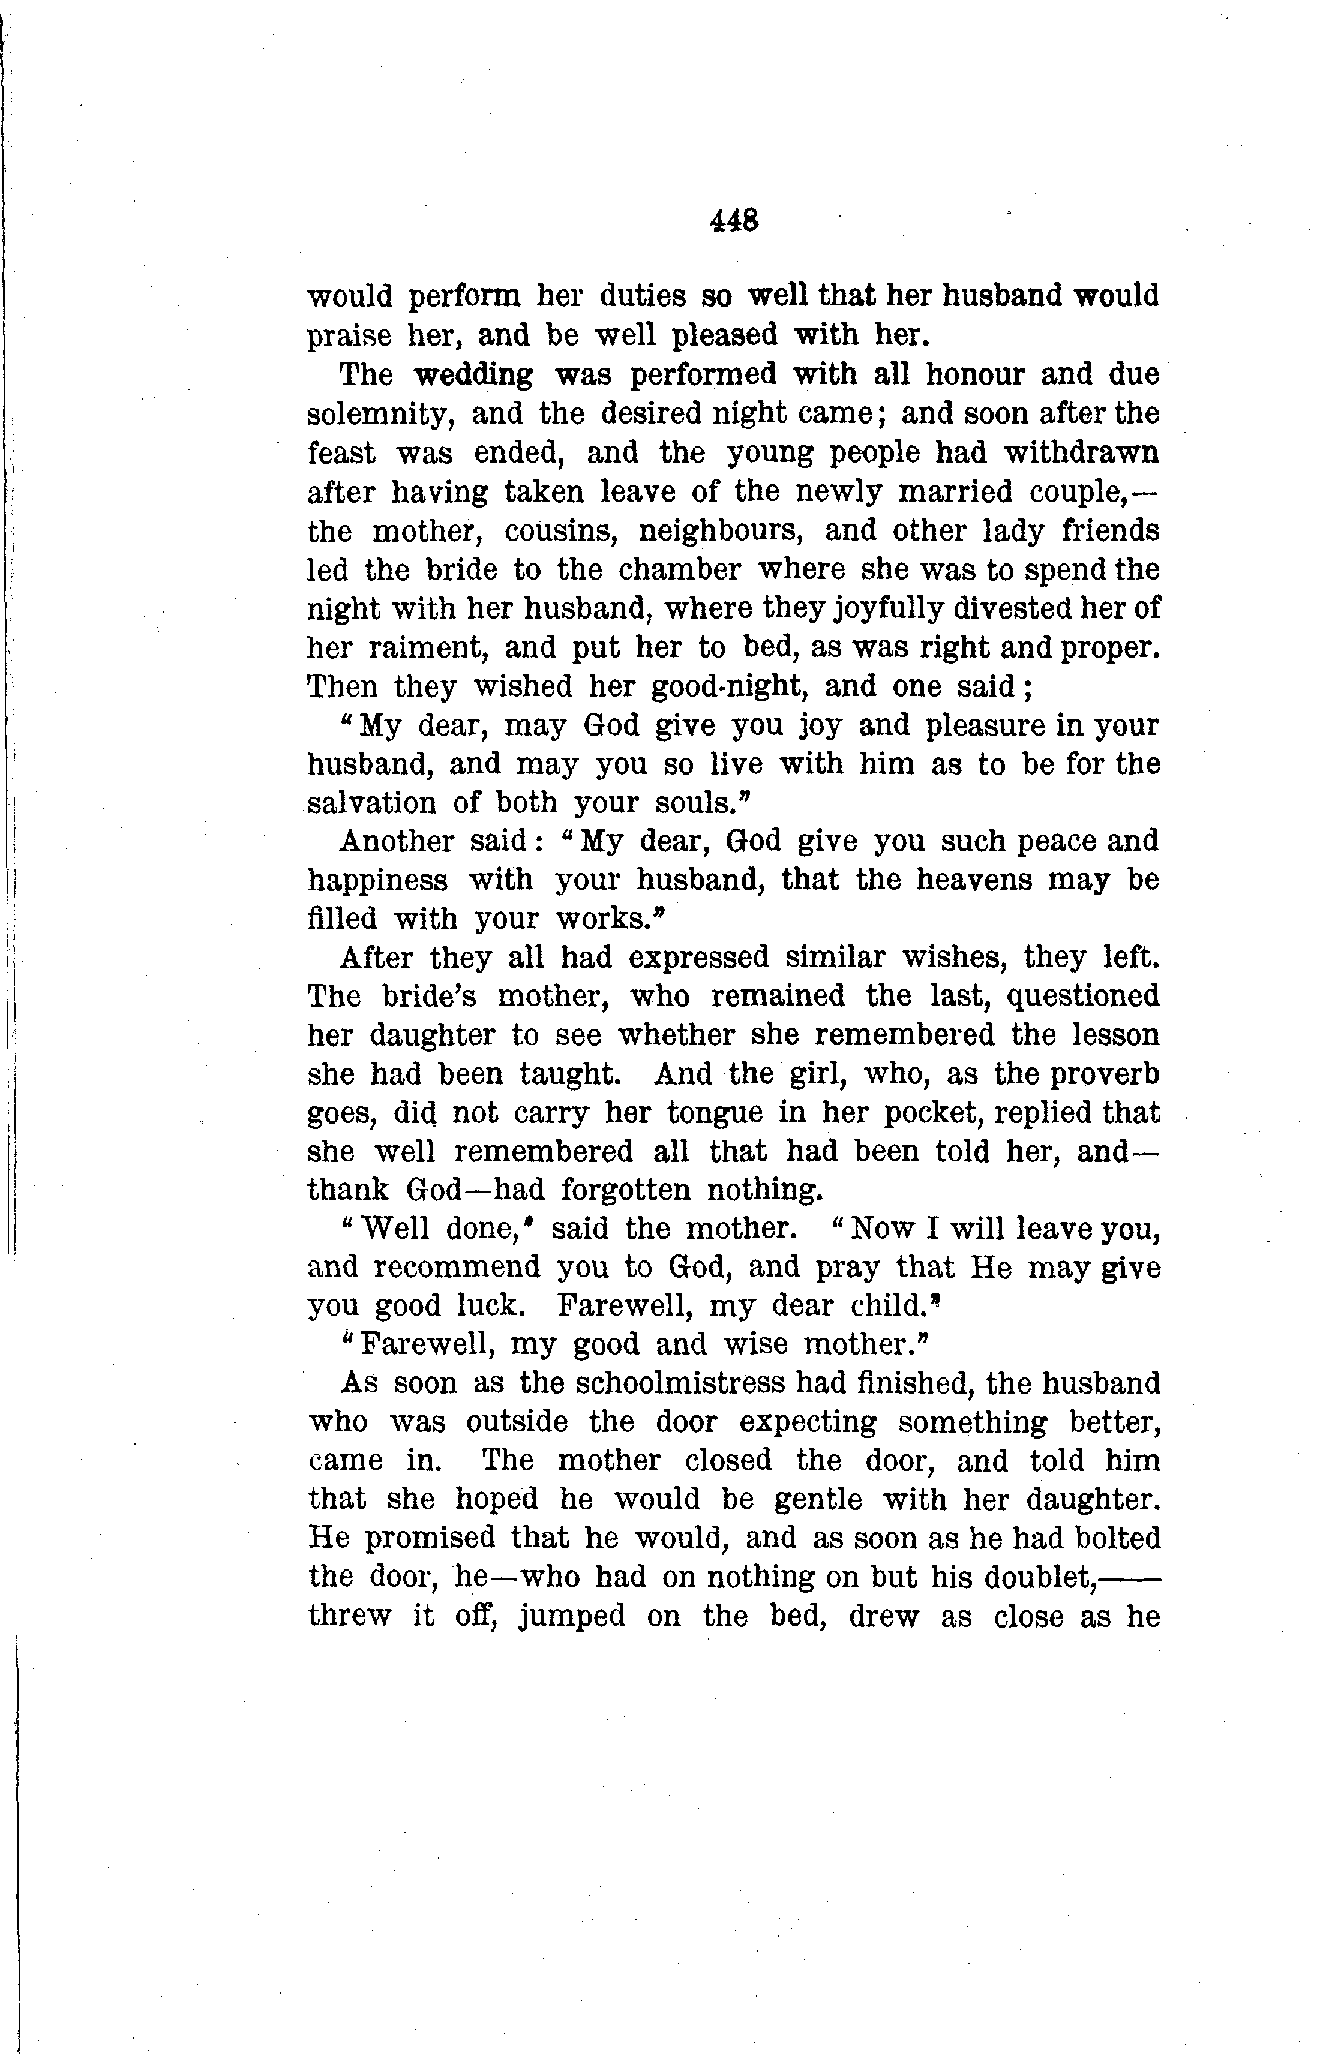 448
would perform her duties so well that her husband would
praise her, and be well pleased with her.
The wedding was performed with all honour and due
solemnity, and the desired night came; and soon after the
feast was ended, and the young people had withdrawn
after having taken leave of the newly married couple,—
the mother, cousins, neighbours, and other lady friends
led the bride to the chamber where she was to spend the
night with her husband, where they joyfully divested her of
her raiment, and put her to bed, as was right and proper.
Then they wished her good-night, and one said;
"My dear, may God give you joy and pleasure in your
husband, and may you so live with him as to be for the
salvation of both your souls."
Another said: "My dear, God give you such peace and
happiness with your husband, that the heavens may be
filled with your works."
After they all had expressed similar wishes, they left.
The bride's mother, who remained the last, questioned
her daughter to see whether she remembered the lesson
she had been taught. And the girl, who, as the proverb
goes, did not carry her tongue in her pocket, replied that
she well remembered all that had been told her, and—
thank God—had forgotten nothing.
"Well done," said the mother. "Now I will leave you,
and recommend you to God, and pray that He may give
you good luck. Farewell, my dear child."
"Farewell, my good and wise mother."
As soon as the schoolmistress had finished, the husband
who was outside the door expecting something better,
came in. The mother closed the door, and told him
that she hoped he would be gentle with her daughter.
He promised that he would, and as soon as he had bolted
the door, he—who had on nothing on but his doublet,——
threw it off, jumped on the bed, drew as close as he